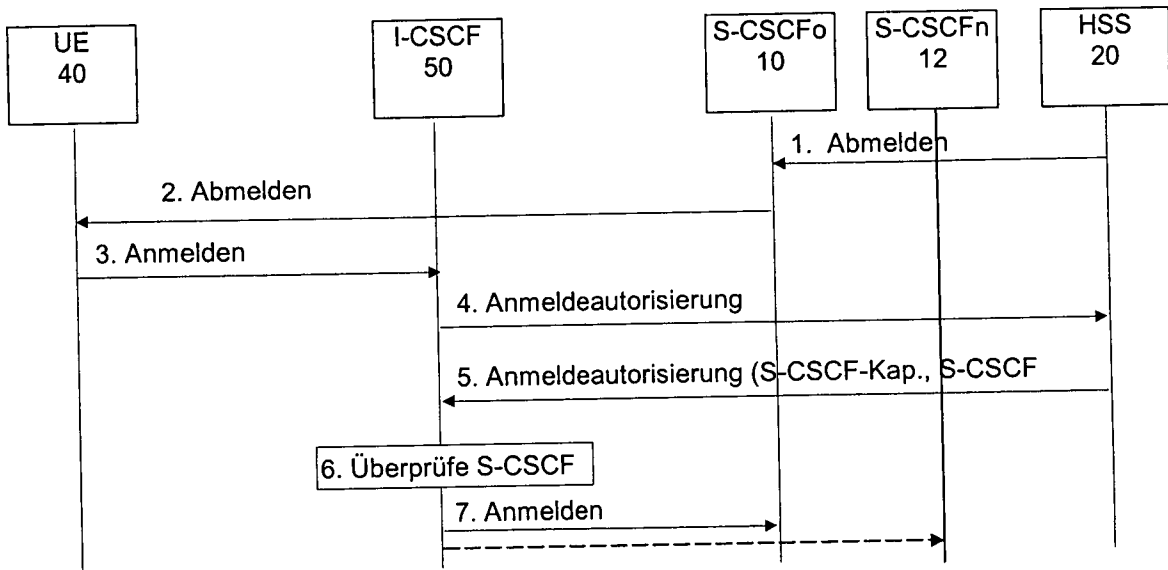 UE
40
I-CSCF
50
S-CSCFo
10
S-CSCFn
12
HSS
20
1. Abmelden
2. Abmelden
3. Anmelden
4. Anmeldeautorisierung
5. Anmeldeautorisierung (S-CSCF-Kap., S-CSCF
6. Überprüfe S-CSCF
7. Anmelden